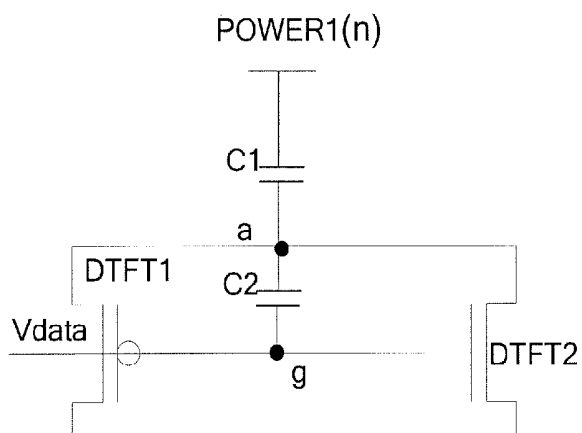 POWER1(n)
C1
a
DTFT1
C2
Vdata
DTFT2
g